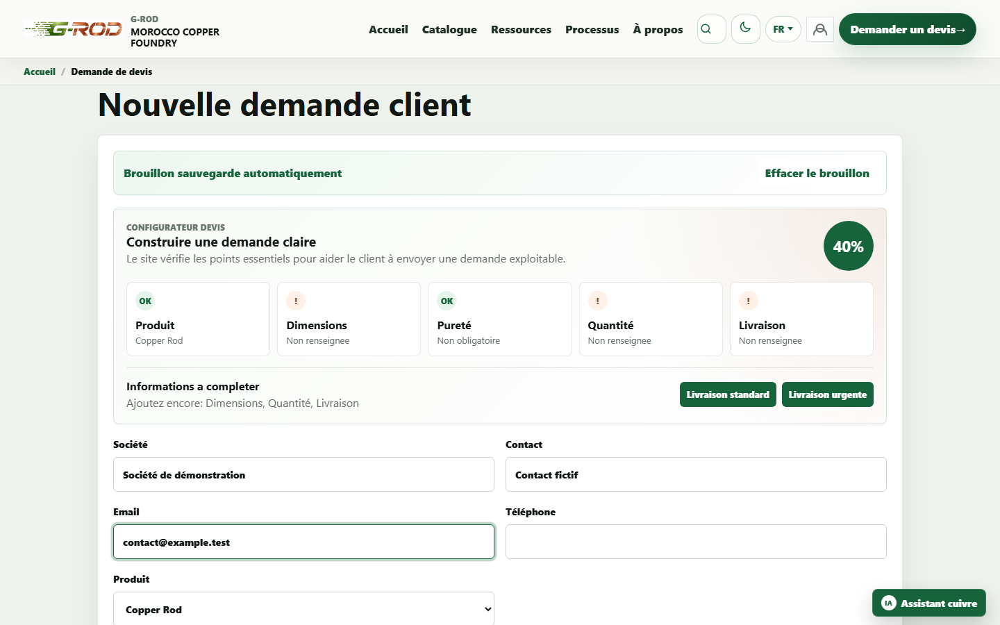 G-ROD
G-ROD
MOROCCO COPPER
FOUNDRY
Accueil
Catalogue
Ressources
Processus
À propos
FR
Demander un devis→
Accueil / Demande de devis
Nouvelle demande client
Brouillon sauvegarde automatiquement
Effacer le brouillon
CONFIGURATEUR DEVIS
Construire une demande claire
Le site vérifie les points essentiels pour aider le client à envoyer une demande exploitable.
40%
OK
Produit
Copper Rod
!
Dimensions
Non renseignee
OK
Pureté
Non obligatoire
!
Quantité
Non renseignee
!
Livraison
Non renseignee
Informations a completer
Ajoutez encore: Dimensions, Quantité, Livraison
Livraison standard
Livraison urgente
Société
Société de démonstration
Contact
Contact fictif
Email
contact@example.test
Téléphone
Produit
Copper Rod
IA Assistant cuivre